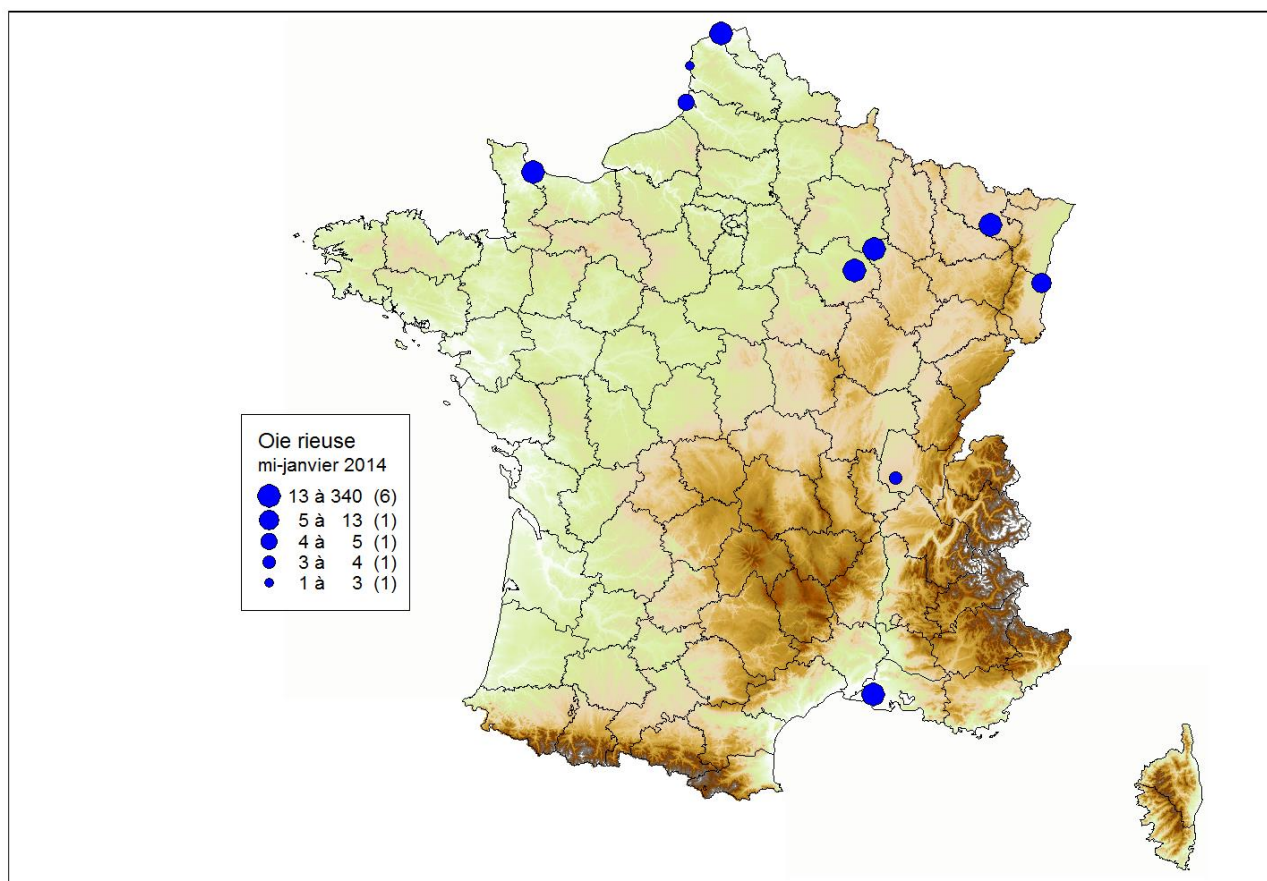 Oie rieuse
mi-janvier 2014
13 à 340 (6)
5 à 13 (1)
4 à 5 (1)
3 à 4 (1)
1 à 3 (1)